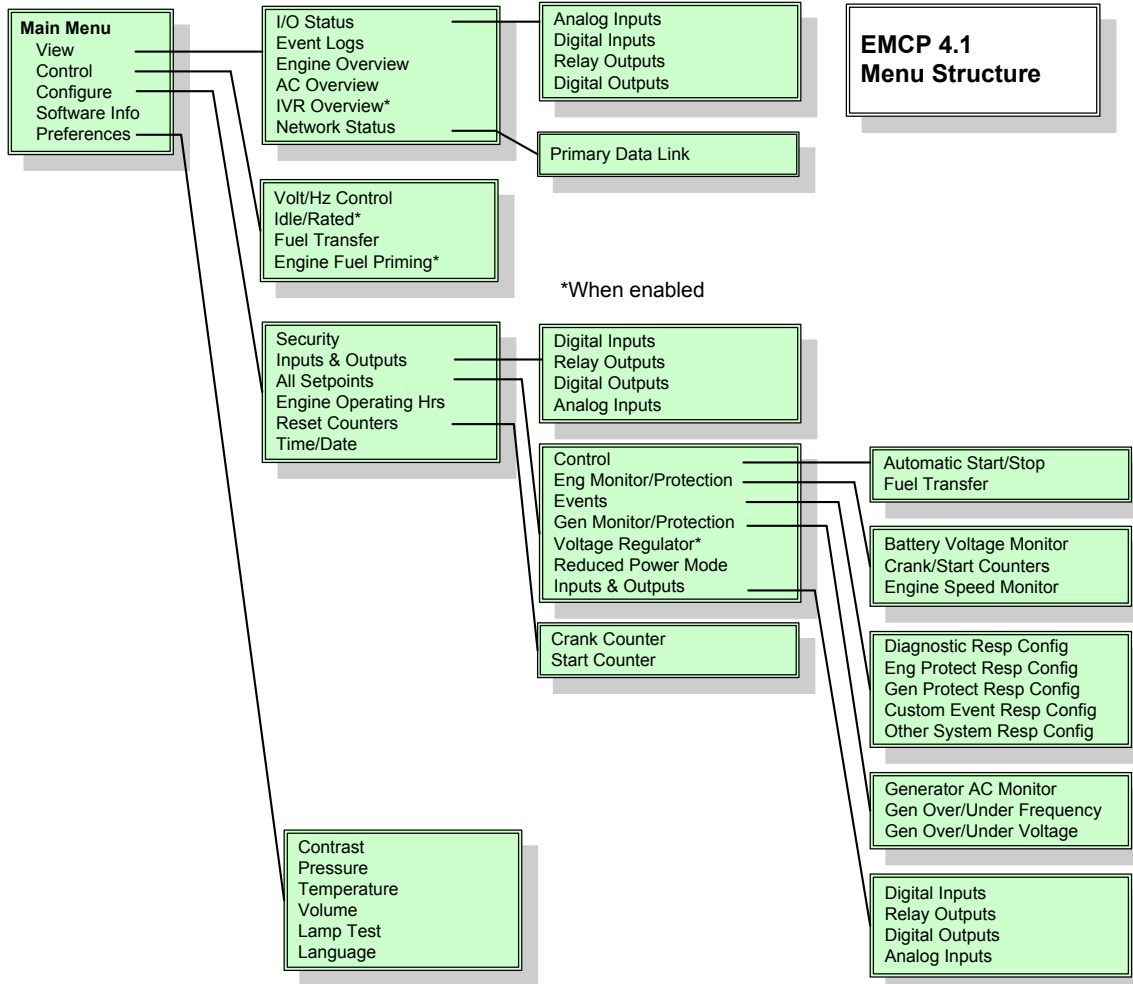 EMCP 4.1
Menu Structure
Main Menu
View
Control
Configure
Software Info
Preferences
I/O Status
Event Logs
Engine Overview
AC Overview
IVR Overview*
Network Status
Analog Inputs
Digital Inputs
Relay Outputs
Digital Outputs
Primary Data Link
Volt/Hz Control
Idle/Rated*
Fuel Transfer
Engine Fuel Priming*
*When enabled
Security
Inputs & Outputs
All Setpoints
Engine Operating Hrs
Reset Counters
Time/Date
Digital Inputs
Relay Outputs
Digital Outputs
Analog Inputs
Control
Eng Monitor/Protection
Events
Gen Monitor/Protection
Voltage Regulator*
Reduced Power Mode
Inputs & Outputs
Automatic Start/Stop
Fuel Transfer
Battery Voltage Monitor
Crank/Start Counters
Engine Speed Monitor
Diagnostic Resp Config
Eng Protect Resp Config
Gen Protect Resp Config
Custom Event Resp Config
Other System Resp Config
Generator AC Monitor
Gen Over/Under Frequency
Gen Over/Under Voltage
Digital Inputs
Relay Outputs
Digital Outputs
Analog Inputs
Crank Counter
Start Counter
Contrast
Pressure
Temperature
Volume
Lamp Test
Language